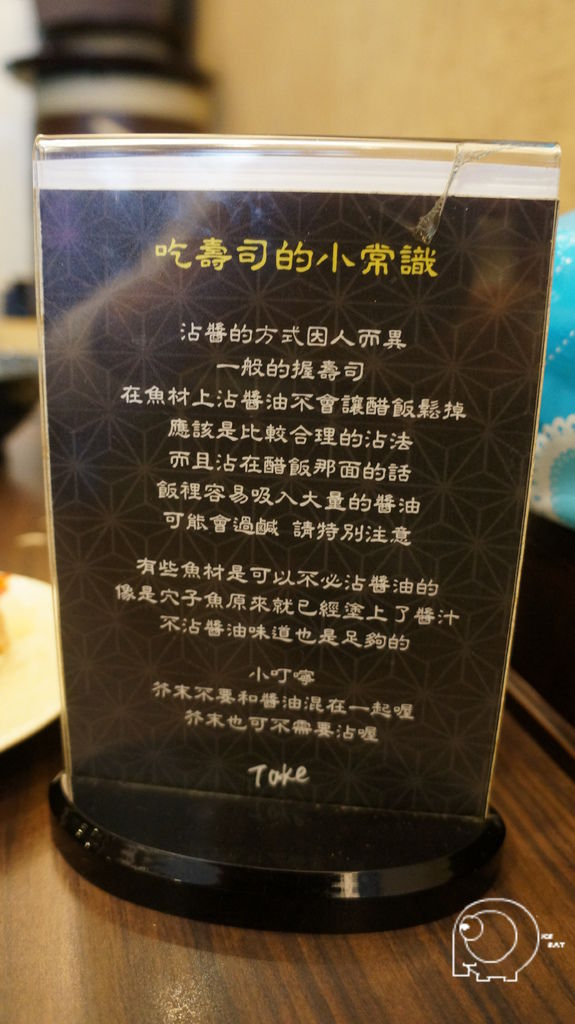 吃壽司的小常識
沾醬的方式因人而異
一般的握壽司
在魚材上沾醬油不會讓醋飯鬆掉
應該是比較合理的沾法
而且沾在醋飯那面的話
飯裡容易吸入大量的醬油
可能會過鹹 請特別注意
有些魚材是可以不必沾醬油的
像是穴子魚原來就已經塗上了醬汁
不沾醬油味道也是足夠的
小叮嚀
芥末不要和醬油混在一起喔
芥末也可不需要沾喔
Take
ICE
EAT